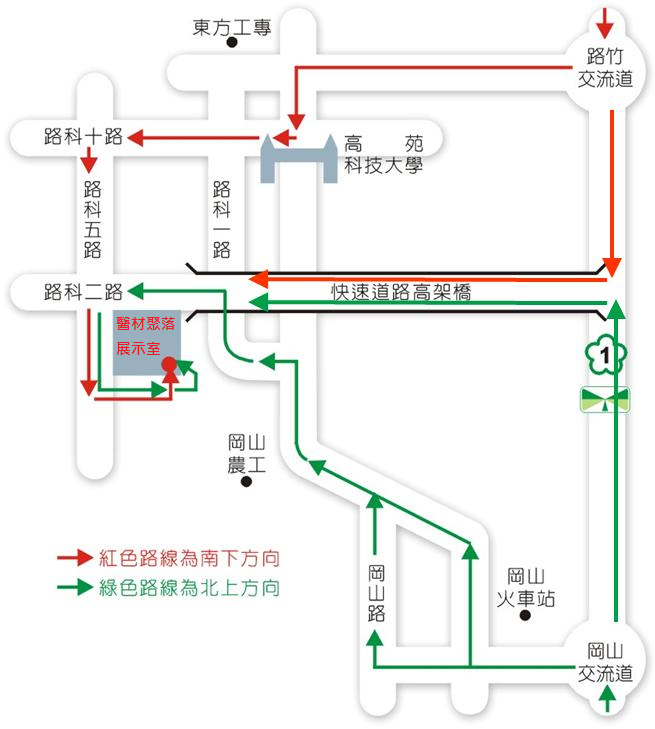 東方工專
路竹
交流道
路科十路
高苑
科技大學
路科五路
路科一路
路科二路
快速道路高架橋
醫材聚落
展示室
1
岡山
農工
紅色路線為南下方向
綠色路線為北上方向
岡山路
岡山
火車站
岡山
交流道